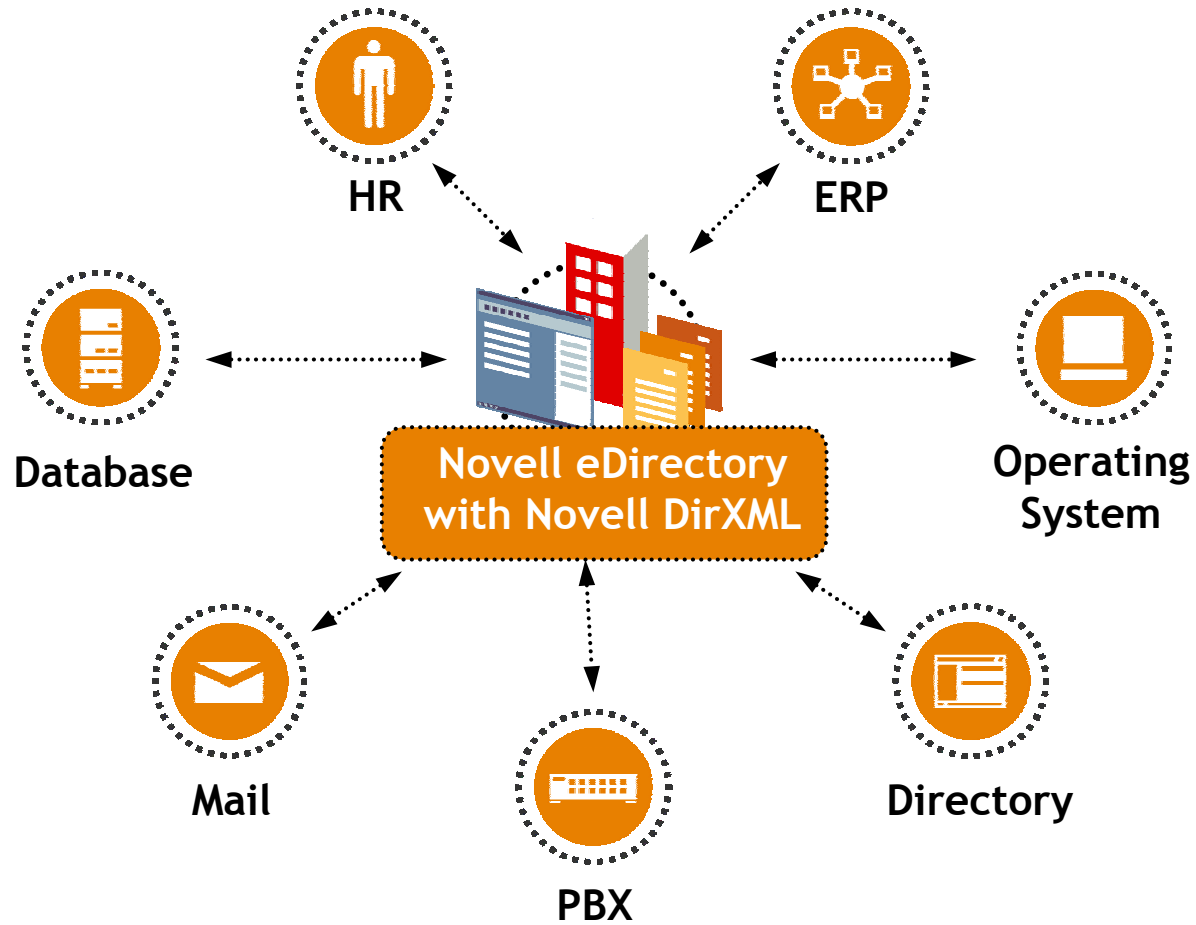 HR
ERP
Database
Novell eDirectory
with Novell DirXML
Operating
System
Mail
Directory
PBX